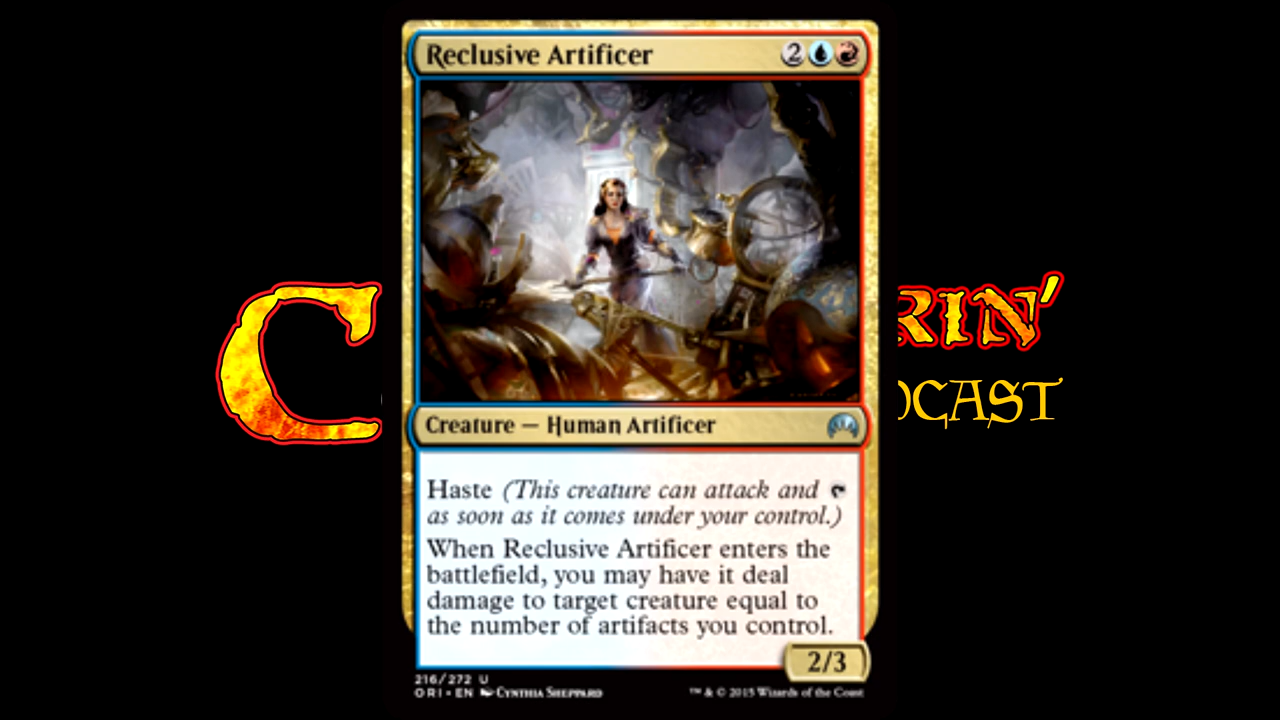 Reclusive Artificer 2
C
RIN'
DCAST
Creature — Human Artificer
Haste (This creature can attack and
as soon as it comes under your control.)
When Reclusive Artificer enters the
battlefield, you may have it deal
damage to target creature equal to
the number of artifacts you control.
2/3
216/272 U
ORI • EN Cynthia Sheppard
™ & © 2015 Wizards of the Coast